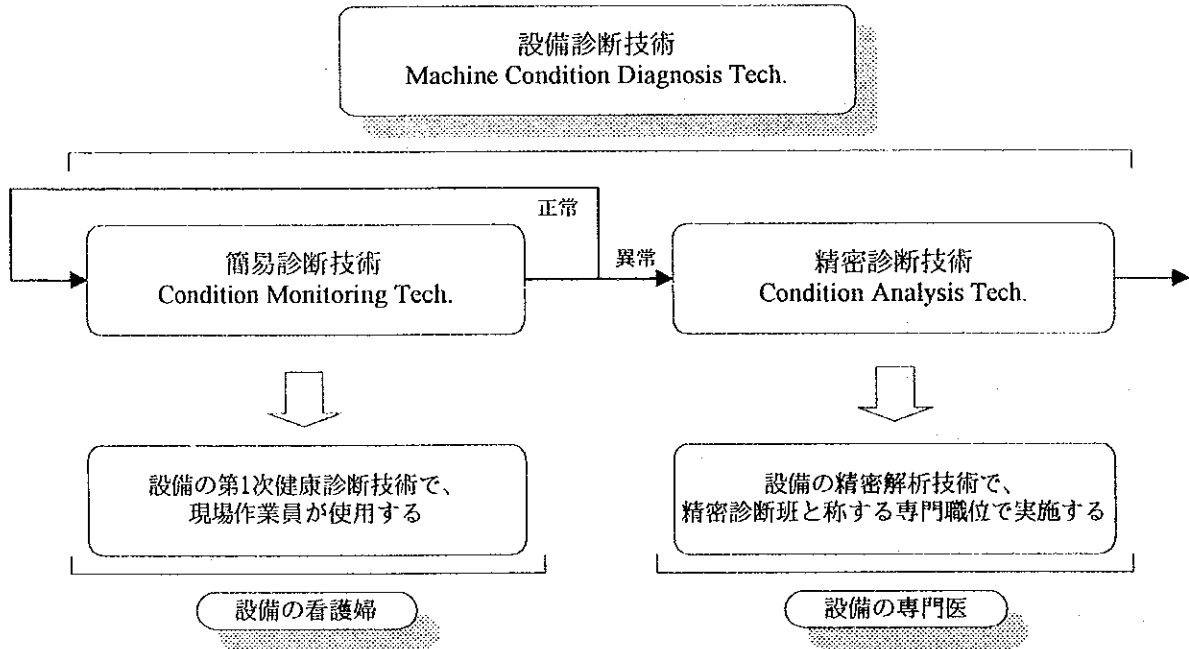 設備診断技術
Machine Condition Diagnosis Tech.
正常
簡易診断技術
Condition Monitoring Tech.
異常
精密診断技術
Condition Analysis Tech.
設備の第1次健康診断技術で、
現場作業員が使用する
設備の精密解析技術で、
精密診断班と称する専門職位で実施する
設備の看護婦
設備の専門医